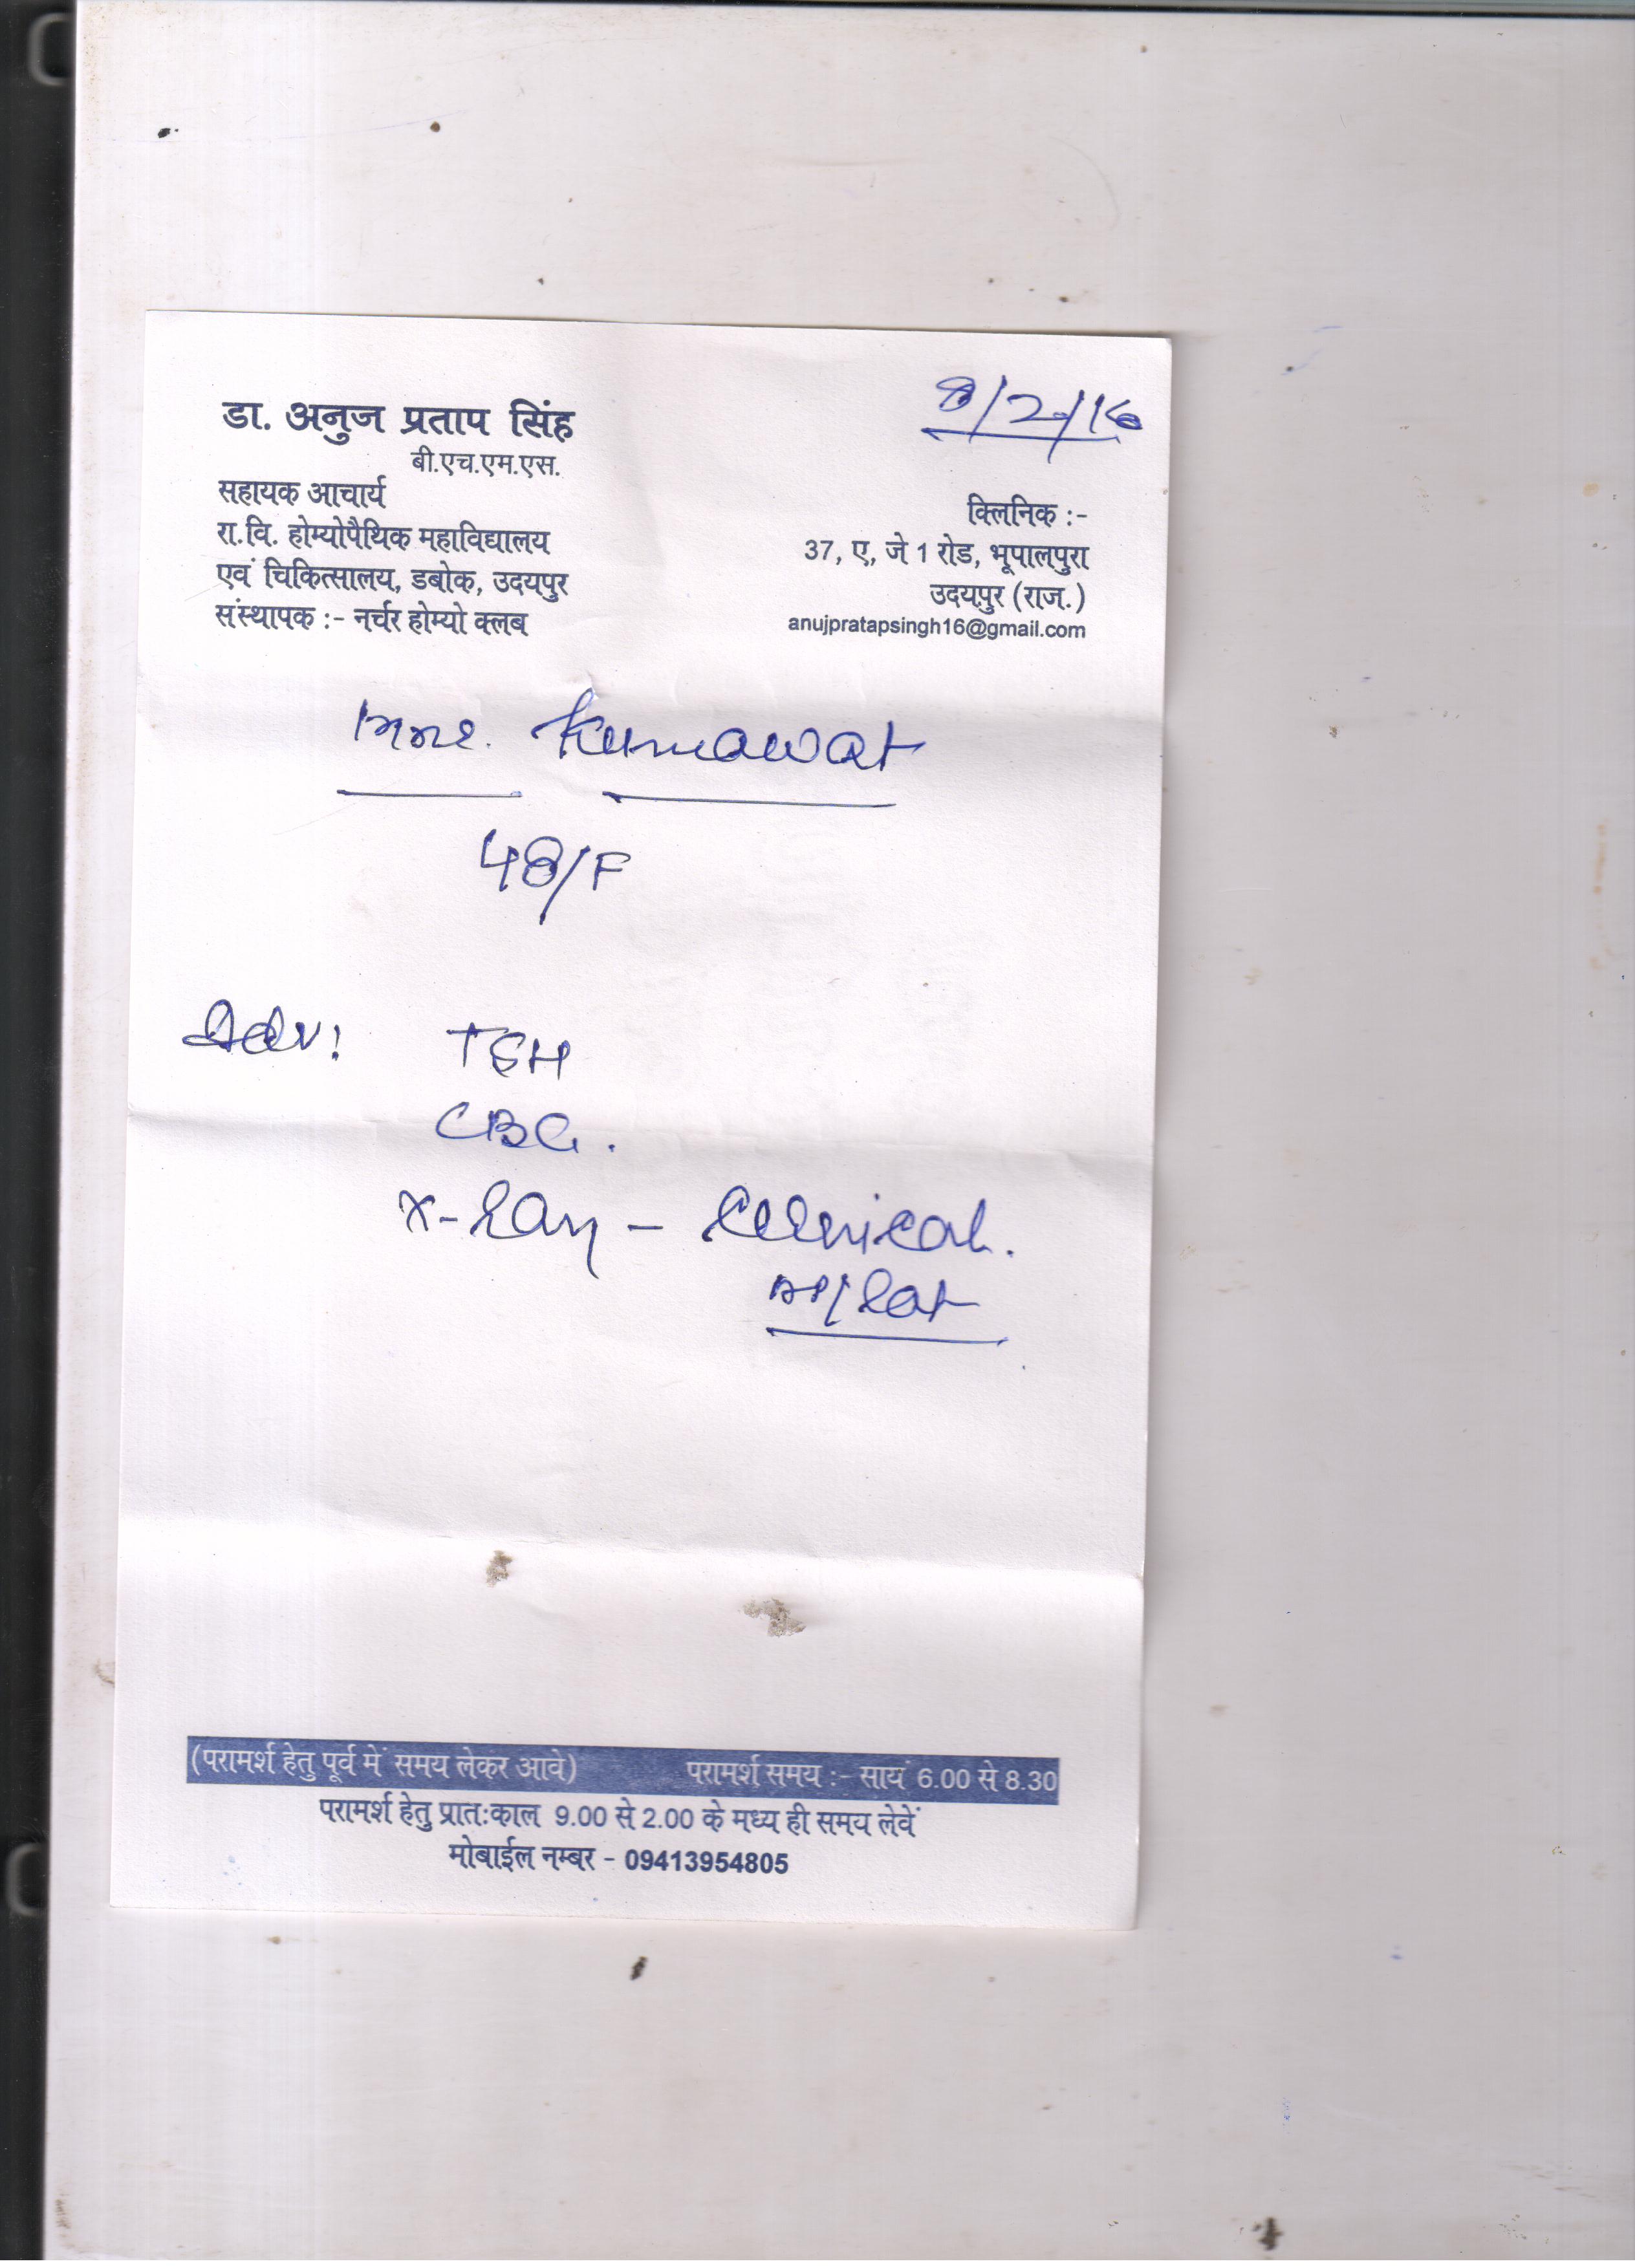 8/2/16
डा. अनुज प्रताप सिंह
बी.एच.एम.एस.
सहायक आचार्य
रा.वि. होम्योपैथिक महाविद्यालय
एवं चिकित्सालय, डबोक, उदयपुर
संस्थापक :- नर्चर होम्यो क्लब
क्लिनिक :-
37, ए, जे 1 रोड, भूपालपुरा
उदयपुर (राज.)
anujpratapsingh16@gmail.com
Mrs. Kumawat
48/F
Adv:
TSH
CBC.
X-Ray - Cervical.
AP/Lat
(परामर्श हेतु पूर्व में समय लेकर आवे) परामर्श समय :- सायं 6.00 से 8.30
परामर्श हेतु प्रात:काल 9.00 से 2.00 के मध्य ही समय लेवें
मोबाईल नम्बर - 09413954805